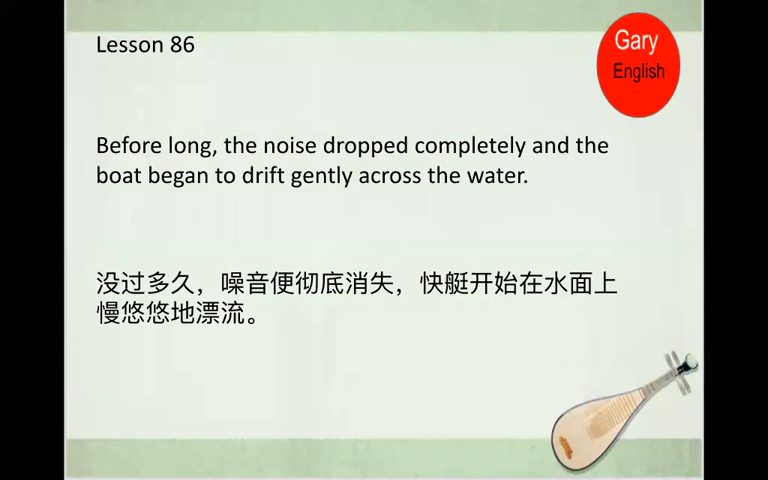 Lesson 86
Gary
English
Before long, the noise dropped completely and the
boat began to drift gently across the water.
没过多久，噪音便彻底消失，快艇开始在水面上
慢悠悠地漂流。